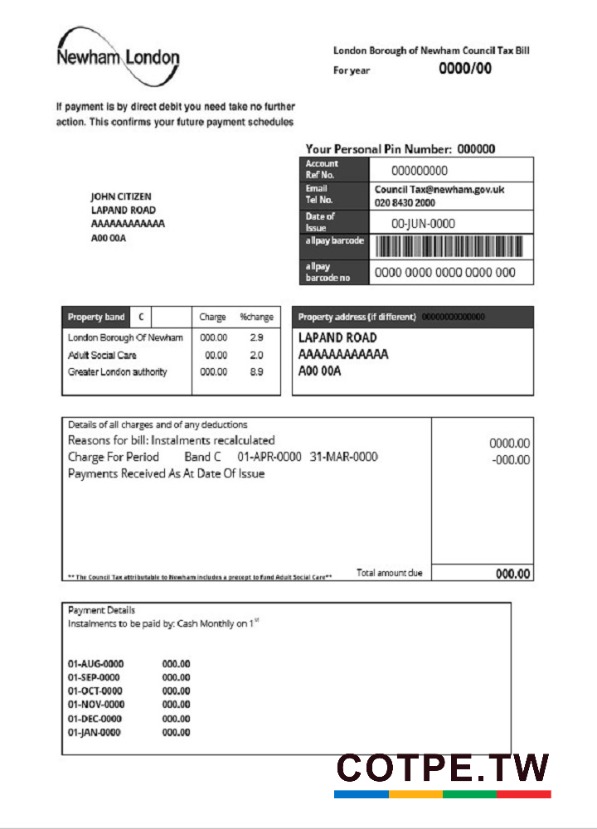 Newham London
London Borough of Newham Council Tax Bill
For year 0000/00
If payment is by direct debit you need take no further
action. This confirms your future payment schedules
Your Personal Pin Number: 000000
Account
Ref No. 000000000
Email Council Tax@newham.gov.uk
Tel No. 020 8430 2000
Date of
Issue 00-JUN-0000
allpay barcode
allpay
barcode no 0000 0000 0000 0000 000
JOHN CITIZEN
LAPAND ROAD
AAAAAAAAAAAA
A00 00A
Property band C Charge %change
London Borough Of Newham 000.00 2.9
Adult Social Care 00.00 2.0
Greater London authority 000.00 8.9
Property address (if different) 00000000000000
LAPAND ROAD
AAAAAAAAAAAA
A00 00A
Details of all charges and of any deductions
Reasons for bill: Instalments recalculated 0000.00
Charge For Period Band C 01-APR-0000 31-MAR-0000 -000.00
Payments Received As At Date Of Issue
** The Council Tax attributable to Newham includes a precept to fund Adult Social Care**
Total amount due 000.00
Payment Details
Instalments to be paid by: Cash Monthly on 1st
01-AUG-0000 000.00
01-SEP-0000 000.00
01-OCT-0000 000.00
01-NOV-0000 000.00
01-DEC-0000 000.00
01-JAN-0000 000.00
COTPE.TW